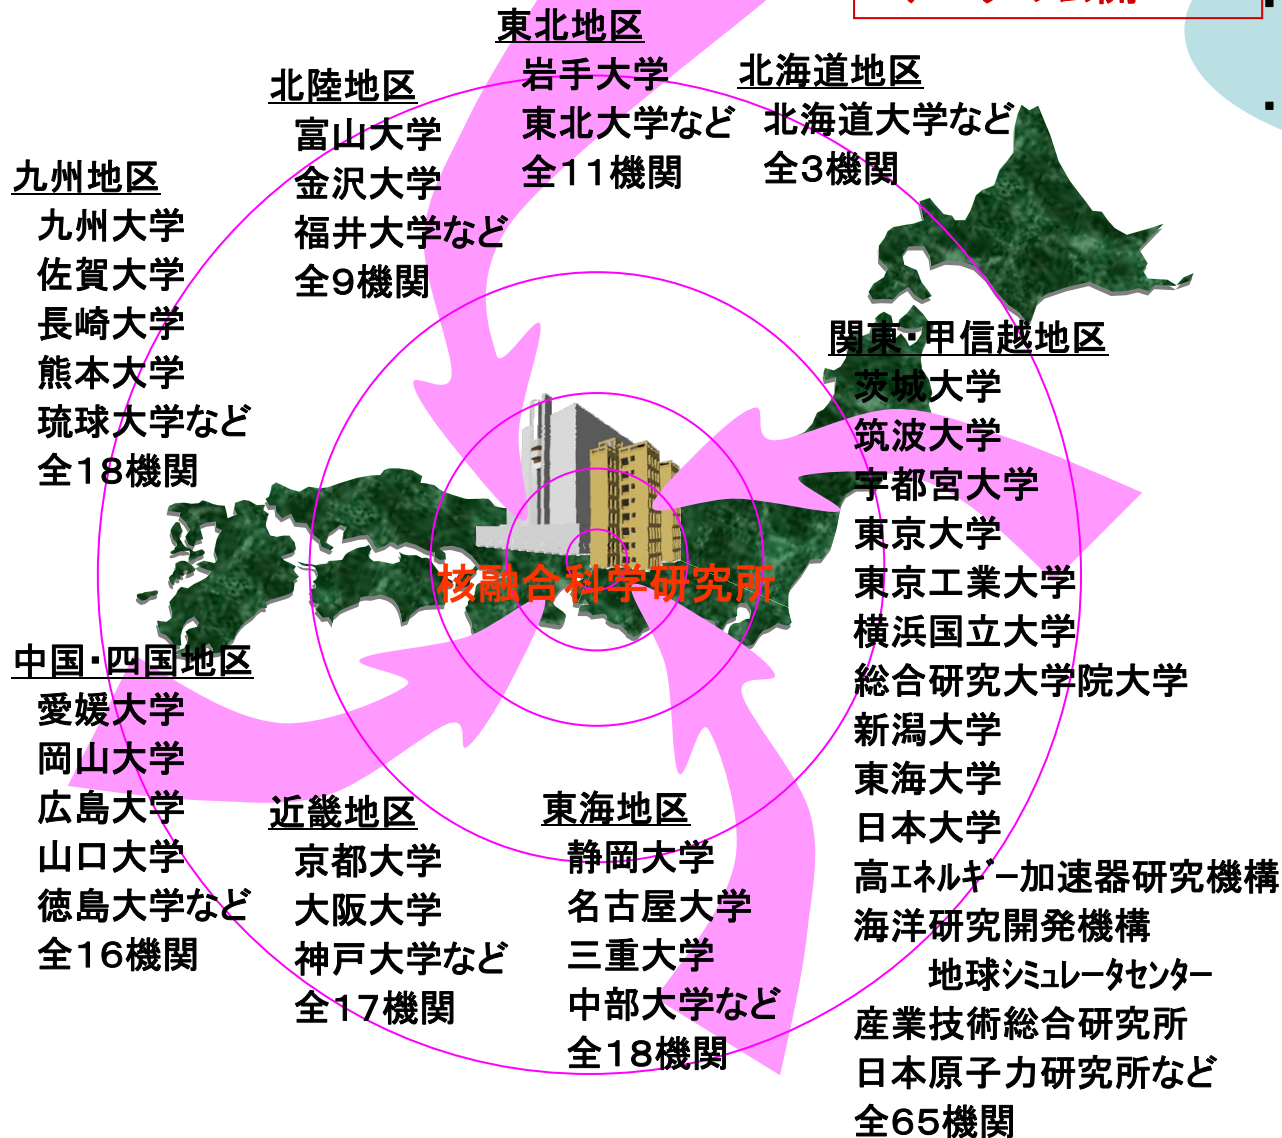 東北地区
岩手大学
東北大学など
全11機関
北海道地区
北海道大学など
全3機関
北陸地区
富山大学
金沢大学
福井大学など
全9機関
九州地区
九州大学
佐賀大学
長崎大学
熊本大学
琉球大学など
全18機関
関東・甲信越地区
茨城大学
筑波大学
宇都宮大学
東京大学
東京工業大学
横浜国立大学
総合研究大学院大学
新潟大学
東海大学
日本大学
高エネルギー加速器研究機構
海洋研究開発機構
地球シミュレータセンター
産業技術総合研究所
日本原子力研究所など
全65機関
核融合科学研究所
中国・四国地区
愛媛大学
岡山大学
広島大学
山口大学
徳島大学など
全16機関
近畿地区
京都大学
大阪大学
神戸大学など
全17機関
東海地区
静岡大学
名古屋大学
三重大学
中部大学など
全18機関